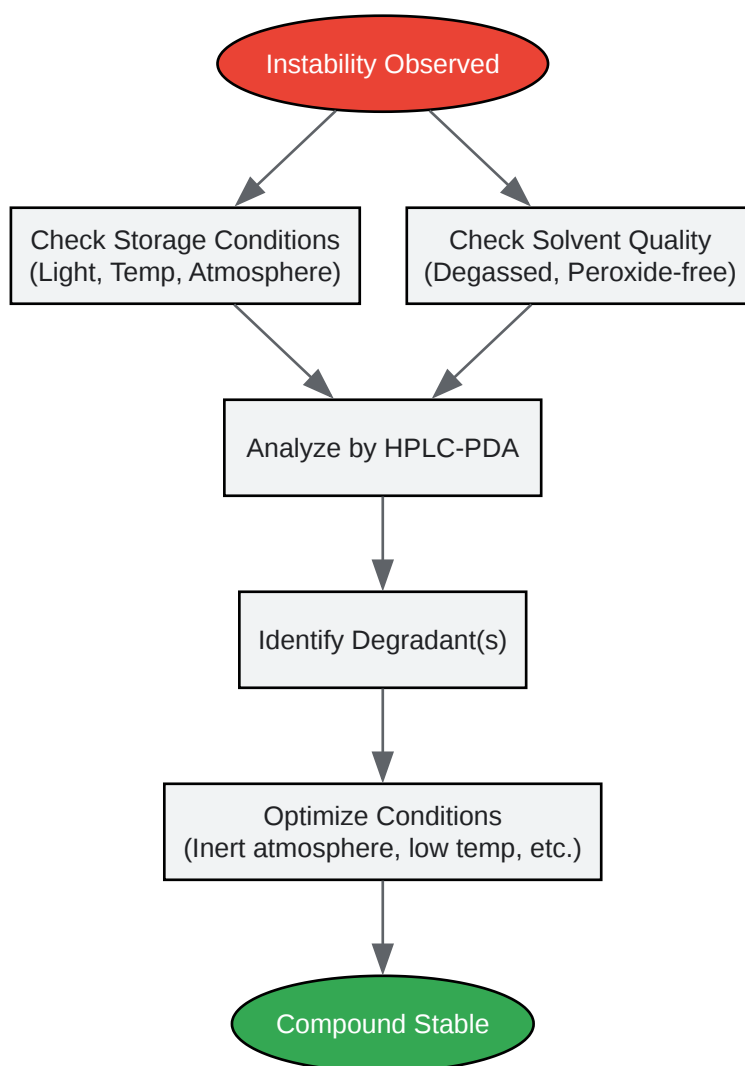 Instability Observed
Check Storage Conditions
(Light, Temp, Atmosphere)
Check Solvent Quality
(Degassed, Peroxide-free)
Analyze by HPLC-PDA
Identify Degradant(s)
Optimize Conditions
(Inert atmosphere, low temp, etc.)
Compound Stable